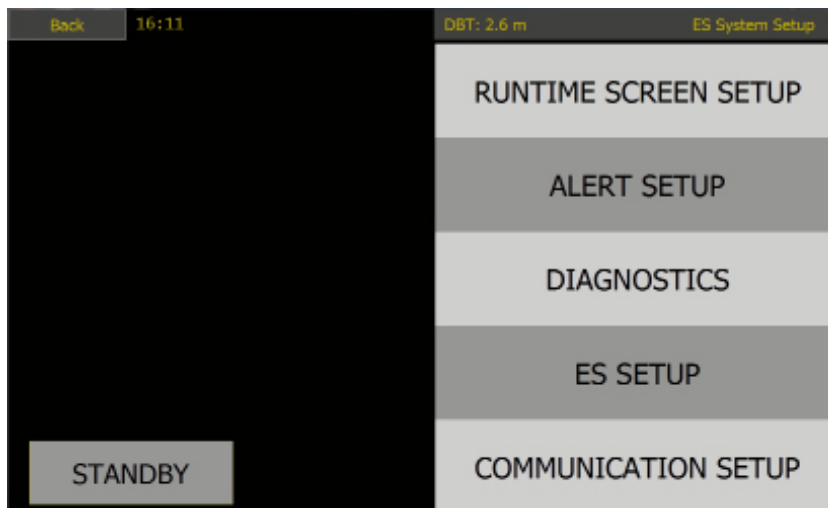 Back 16:11 DBT: 2.6 m ES System Setup
RUNTIME SCREEN SETUP
ALERT SETUP
DIAGNOSTICS
ES SETUP
COMMUNICATION SETUP
STANDBY